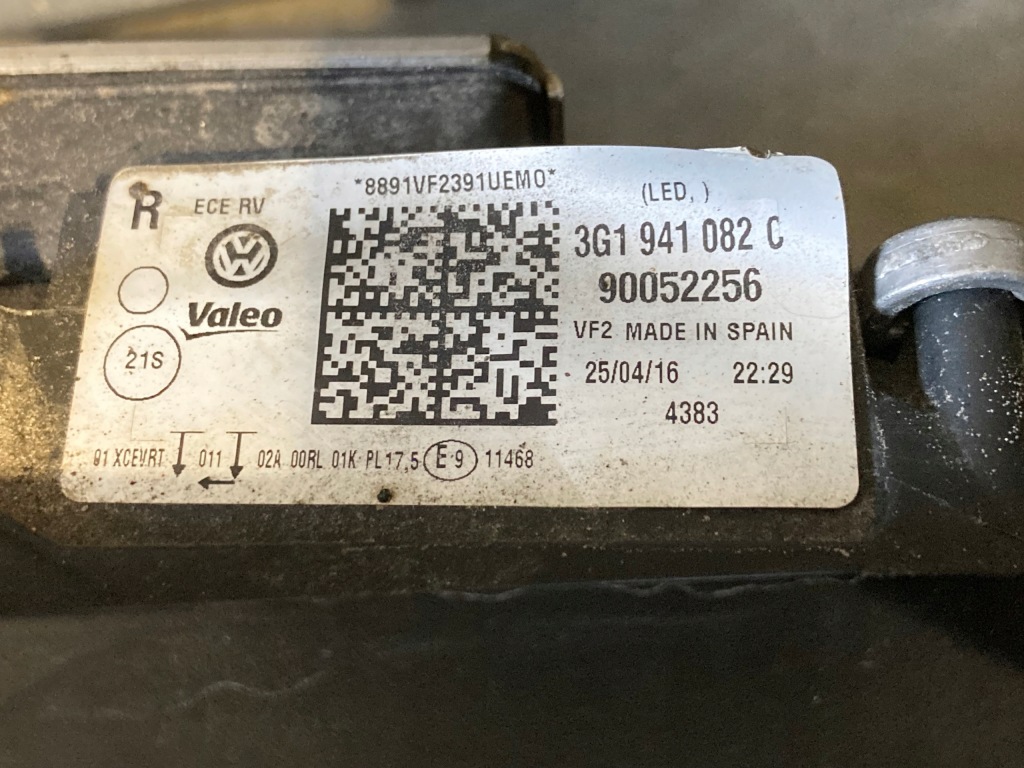 *8891VF2391UEM0*
R ECE RV
(LED, )
3G1 941 082 C
90052256
Valeo
VF2 MADE IN SPAIN
21S
25/04/16 22:29
4383
01 XCEVRT 011 02A 00RL 01K PL17,5 E9 11468